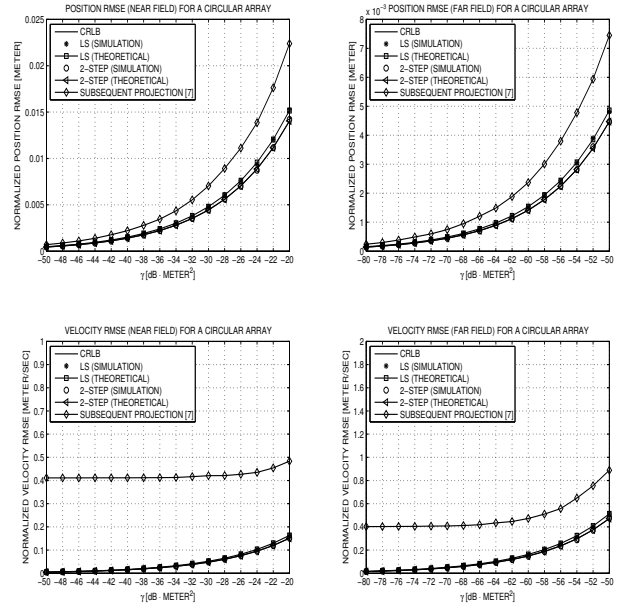 POSITION RMSE (NEAR FIELD) FOR A CIRCULAR ARRAY
0.025
0.02
0.015
0.01
0.005
0
NORMALIZED POSITION RMSE [METER]
CRLB
LS (SIMULATION)
LS (THEORETICAL)
2-STEP (SIMULATION)
2-STEP (THEORETICAL)
SUBSEQUENT PROJECTION [7]
−50 −48 −46 −44 −42 −40 −38 −36 −34 −32 −30 −28 −26 −24 −22 −20
γ [dB · METER²]
x 10⁻³ POSITION RMSE (FAR FIELD) FOR A CIRCULAR ARRAY
8
7
6
5
4
3
2
1
0
NORMALIZED POSITION RMSE [METER]
CRLB
LS (SIMULATION)
LS (THEORETICAL)
2-STEP (SIMULATION)
2-STEP (THEORETICAL)
SUBSEQUENT PROJECTION [7]
−80 −78 −76 −74 −72 −70 −68 −66 −64 −62 −60 −58 −56 −54 −52 −50
γ [dB · METER²]
VELOCITY RMSE (NEAR FIELD) FOR A CIRCULAR ARRAY
1
0.9
0.8
0.7
0.6
0.5
0.4
0.3
0.2
0.1
0
NORMALIZED VELOCITY RMSE [METER/SEC]
CRLB
LS (SIMULATION)
LS (THEORETICAL)
2-STEP (SIMULATION)
2-STEP (THEORETICAL)
SUBSEQUENT PROJECTION [7]
−50 −48 −46 −44 −42 −40 −38 −36 −34 −32 −30 −28 −26 −24 −22 −20
γ [dB · METER²]
VELOCITY RMSE (FAR FIELD) FOR A CIRCULAR ARRAY
2
1.8
1.6
1.4
1.2
1
0.8
0.6
0.4
0.2
0
NORMALIZED VELOCITY RMSE [METER/SEC]
CRLB
LS (SIMULATION)
LS (THEORETICAL)
2-STEP (SIMULATION)
2-STEP (THEORETICAL)
SUBSEQUENT PROJECTION [7]
−80 −78 −76 −74 −72 −70 −68 −66 −64 −62 −60 −58 −56 −54 −52 −50
γ [dB · METER²]